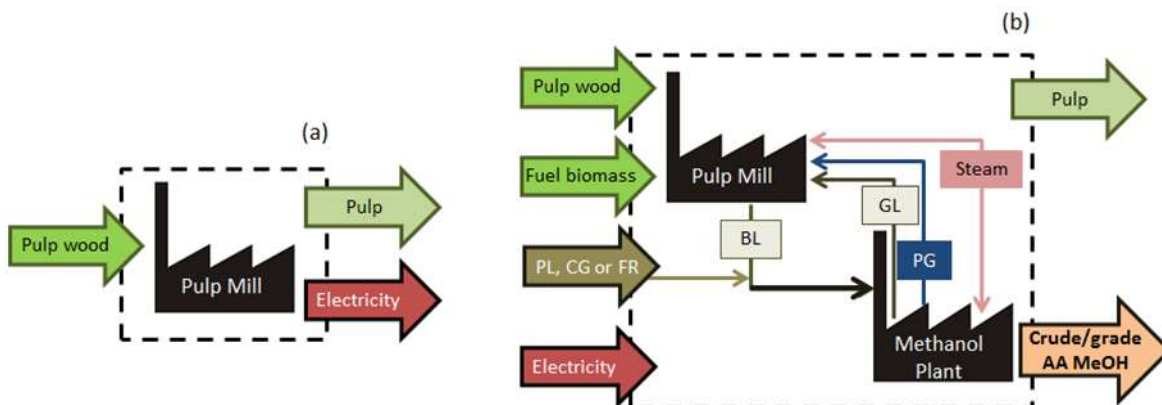 (a)
Pulp wood
Pulp Mill
Pulp
Electricity
(b)
Pulp wood
Fuel biomass
PL, CG or FR
Electricity
Pulp Mill
BL
GL
PG
Steam
Methanol
Plant
Pulp
Crude/grade
AA MeOH